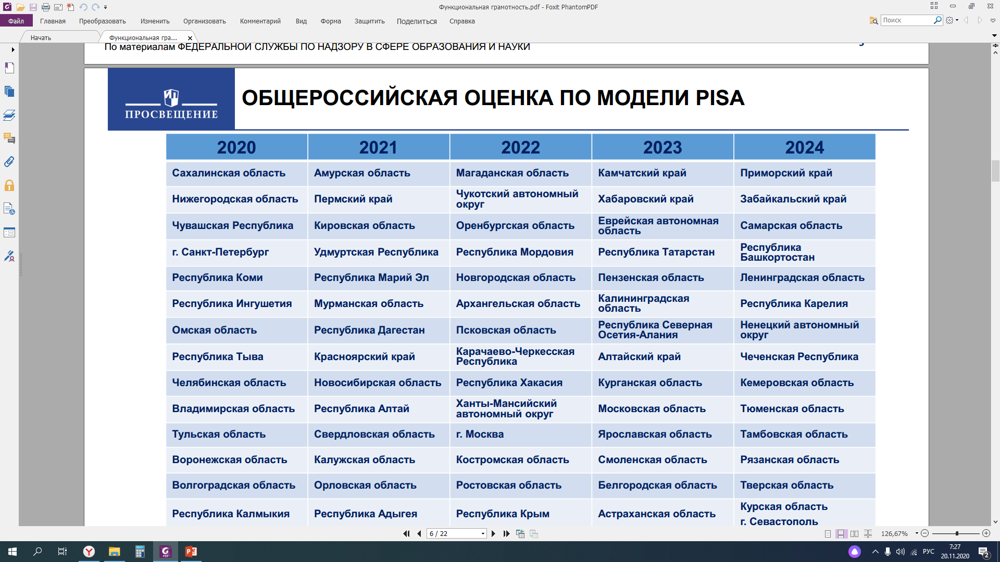 Функциональная грамотность.pdf - Foxit PhantomPDF
Файл Главная Преобразовать Изменить Организовать Комментарий Вид Форма Защитить Поделиться Справка
Поиск
Начать
Функциональная гра...
По материалам ФЕДЕРАЛЬНОЙ СЛУЖБЫ ПО НАДЗОРУ В СФЕРЕ ОБРАЗОВАНИЯ И НАУКИ
ИП
ПРОСВЕЩЕНИЕ
ОБЩЕРОССИЙСКАЯ ОЦЕНКА ПО МОДЕЛИ PISA
2020 2021 2022 2023 2024
Сахалинская область Амурская область Магаданская область Камчатский край Приморский край
Нижегородская область Пермский край Чукотский автономный округ Хабаровский край Забайкальский край
Чувашская Республика Кировская область Оренбургская область Еврейская автономная область Самарская область
г. Санкт-Петербург Удмуртская Республика Республика Мордовия Республика Татарстан Республика Башкортостан
Республика Коми Республика Марий Эл Новгородская область Пензенская область Ленинградская область
Республика Ингушетия Мурманская область Архангельская область Калининградская область Республика Карелия
Омская область Республика Дагестан Псковская область Республика Северная Осетия-Алания Ненецкий автономный округ
Республика Тыва Красноярский край Карачаево-Черкесская Республика Алтайский край Чеченская Республика
Челябинская область Новосибирская область Республика Хакасия Курганская область Кемеровская область
Владимирская область Республика Алтай Ханты-Мансийский автономный округ Московская область Тюменская область
Тульская область Свердловская область г. Москва Ярославская область Тамбовская область
Воронежская область Калужская область Костромская область Смоленская область Рязанская область
Волгоградская область Орловская область Ростовская область Белгородская область Тверская область
Республика Калмыкия Республика Адыгея Республика Крым Астраханская область Курская область г. Севастополь
6 / 22
126,67%
РУС
7:27
20.11.2020
2